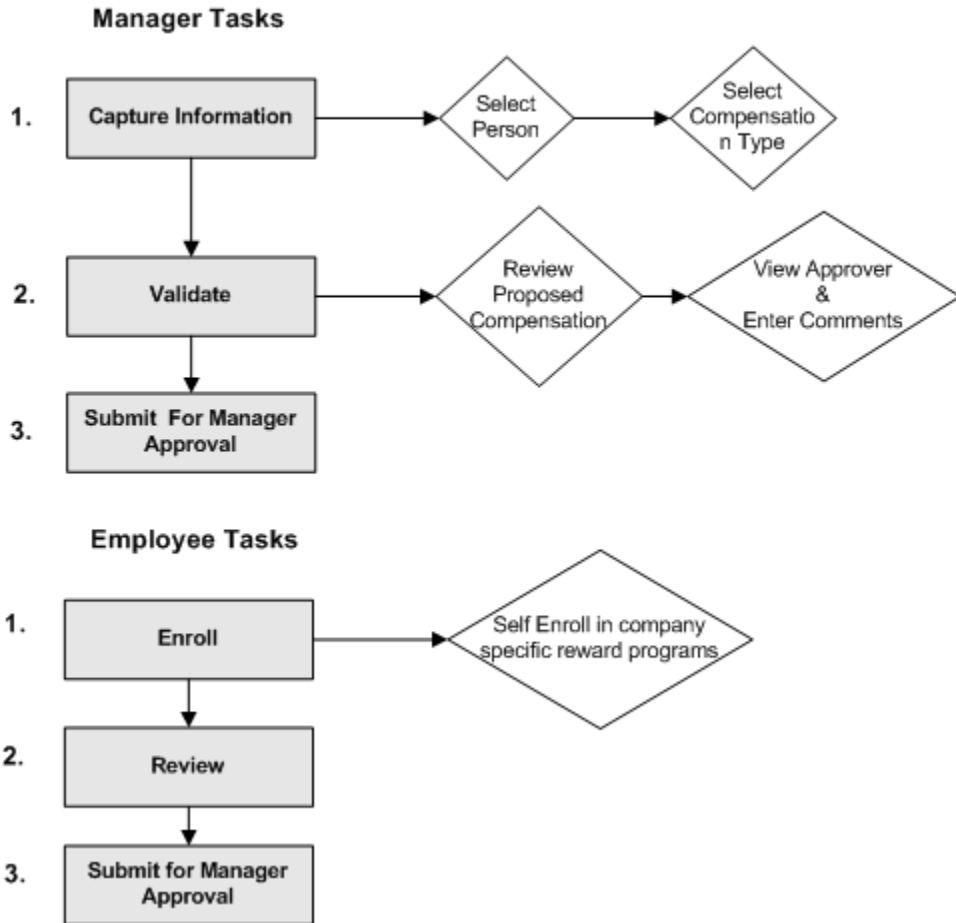 Manager Tasks
1.
Capture Information
Select
Person
Select
Compensatio
n Type
2.
Validate
Review
Proposed
Compensation
View Approver
&
Enter Comments
3.
Submit For Manager
Approval
Employee Tasks
1.
Enroll
Self Enroll in company
specific reward programs
2.
Review
3.
Submit for Manager
Approval